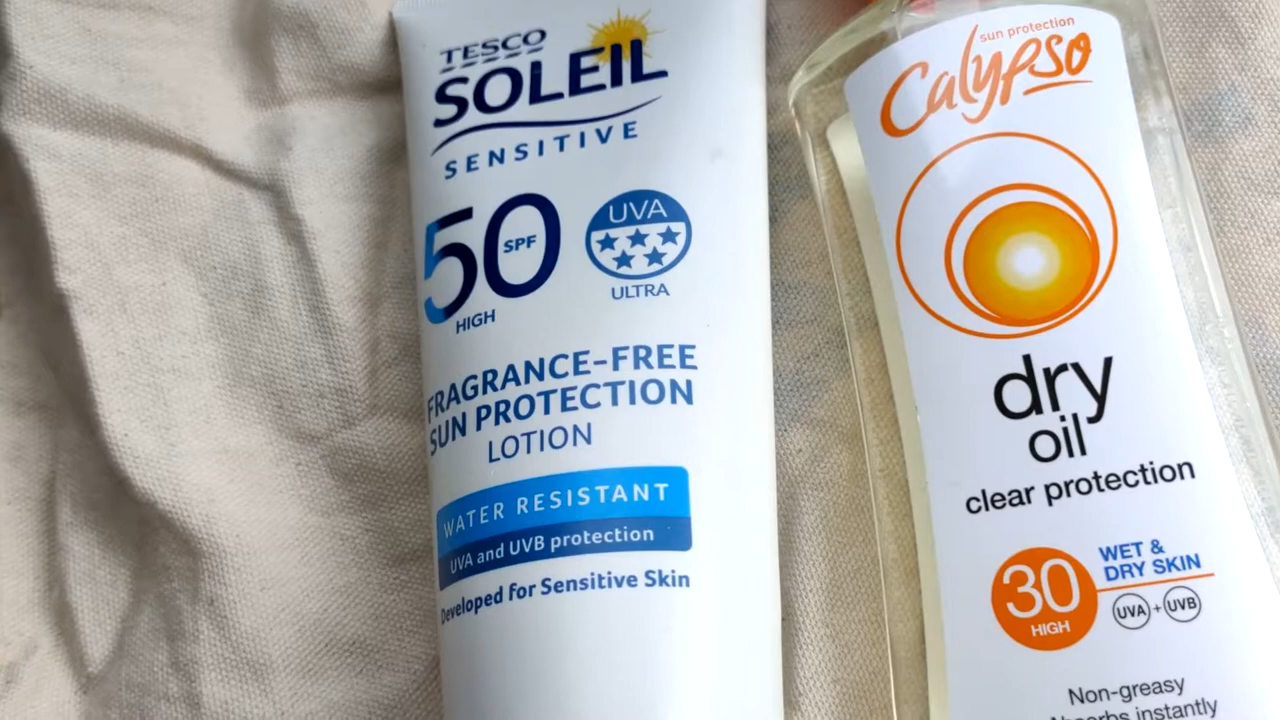 TESCO
SOLEIL
SENSITIVE
50 SPF
HIGH
UVA
ULTRA
FRAGRANCE-FREE
SUN PROTECTION
LOTION
WATER RESISTANT
UVA and UVB protection
Developed for Sensitive Skin
sun protection
Calypso
dry
oil
clear protection
30
HIGH
WET &
DRY SKIN
UVA + UVB
Non-greasy
Absorbs instantly